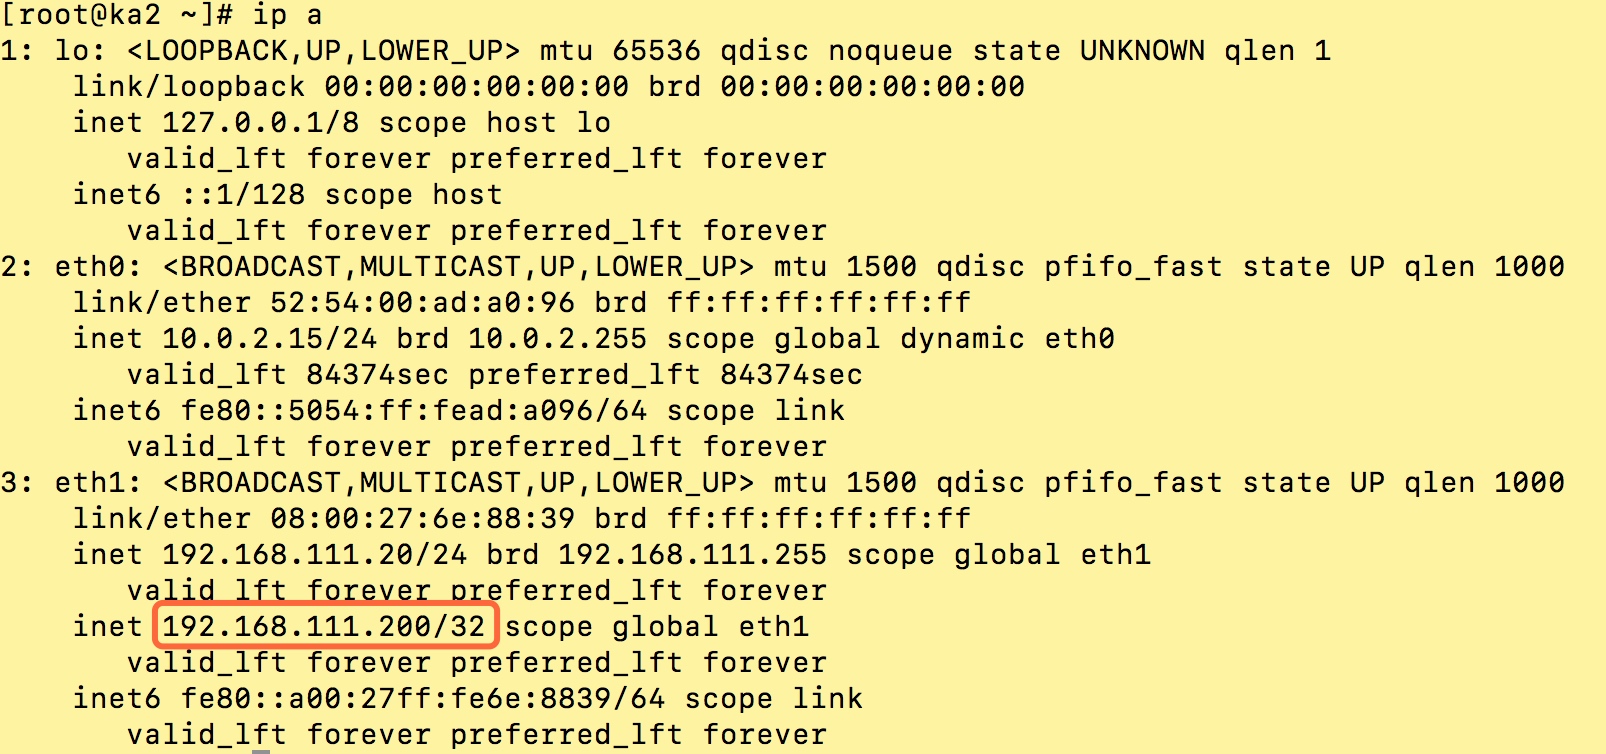 [root@ka2 ~]# ip a
1: lo: <LOOPBACK,UP,LOWER_UP> mtu 65536 qdisc noqueue state UNKNOWN qlen 1
    link/loopback 00:00:00:00:00:00 brd 00:00:00:00:00:00
    inet 127.0.0.1/8 scope host lo
       valid_lft forever preferred_lft forever
    inet6 ::1/128 scope host
       valid_lft forever preferred_lft forever
2: eth0: <BROADCAST,MULTICAST,UP,LOWER_UP> mtu 1500 qdisc pfifo_fast state UP qlen 1000
    link/ether 52:54:00:ad:a0:96 brd ff:ff:ff:ff:ff:ff
    inet 10.0.2.15/24 brd 10.0.2.255 scope global dynamic eth0
       valid_lft 84374sec preferred_lft 84374sec
    inet6 fe80::5054:ff:fead:a096/64 scope link
       valid_lft forever preferred_lft forever
3: eth1: <BROADCAST,MULTICAST,UP,LOWER_UP> mtu 1500 qdisc pfifo_fast state UP qlen 1000
    link/ether 08:00:27:6e:88:39 brd ff:ff:ff:ff:ff:ff
    inet 192.168.111.20/24 brd 192.168.111.255 scope global eth1
       valid_lft forever preferred_lft forever
    inet 192.168.111.200/32 scope global eth1
       valid_lft forever preferred_lft forever
    inet6 fe80::a00:27ff:fe6e:8839/64 scope link
       valid_lft forever preferred_lft forever